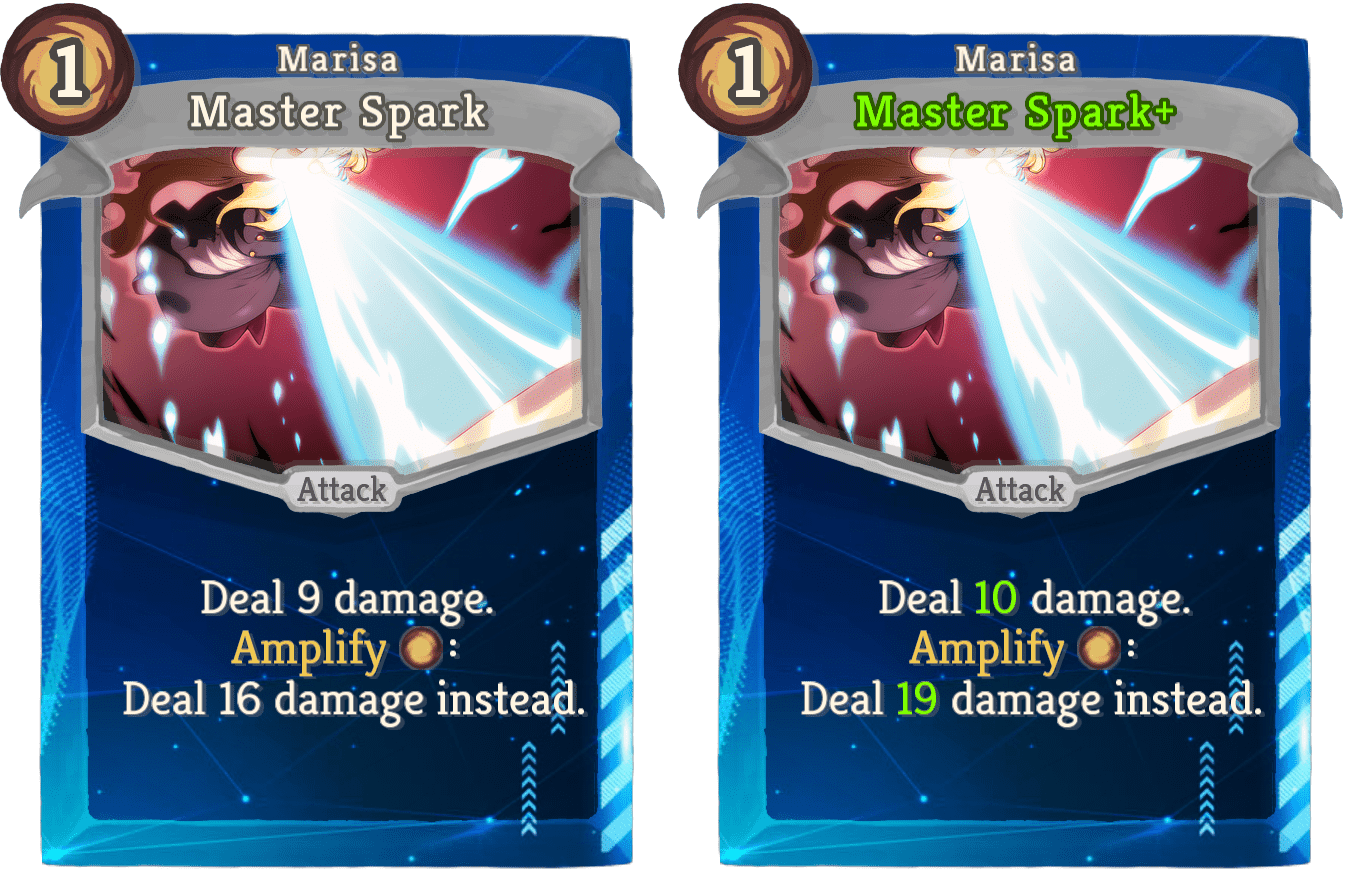 1
Marisa
Master Spark
Attack
Deal 9 damage.
Amplify :
Deal 16 damage instead.
1
Marisa
Master Spark+
Attack
Deal 10 damage.
Amplify :
Deal 19 damage instead.